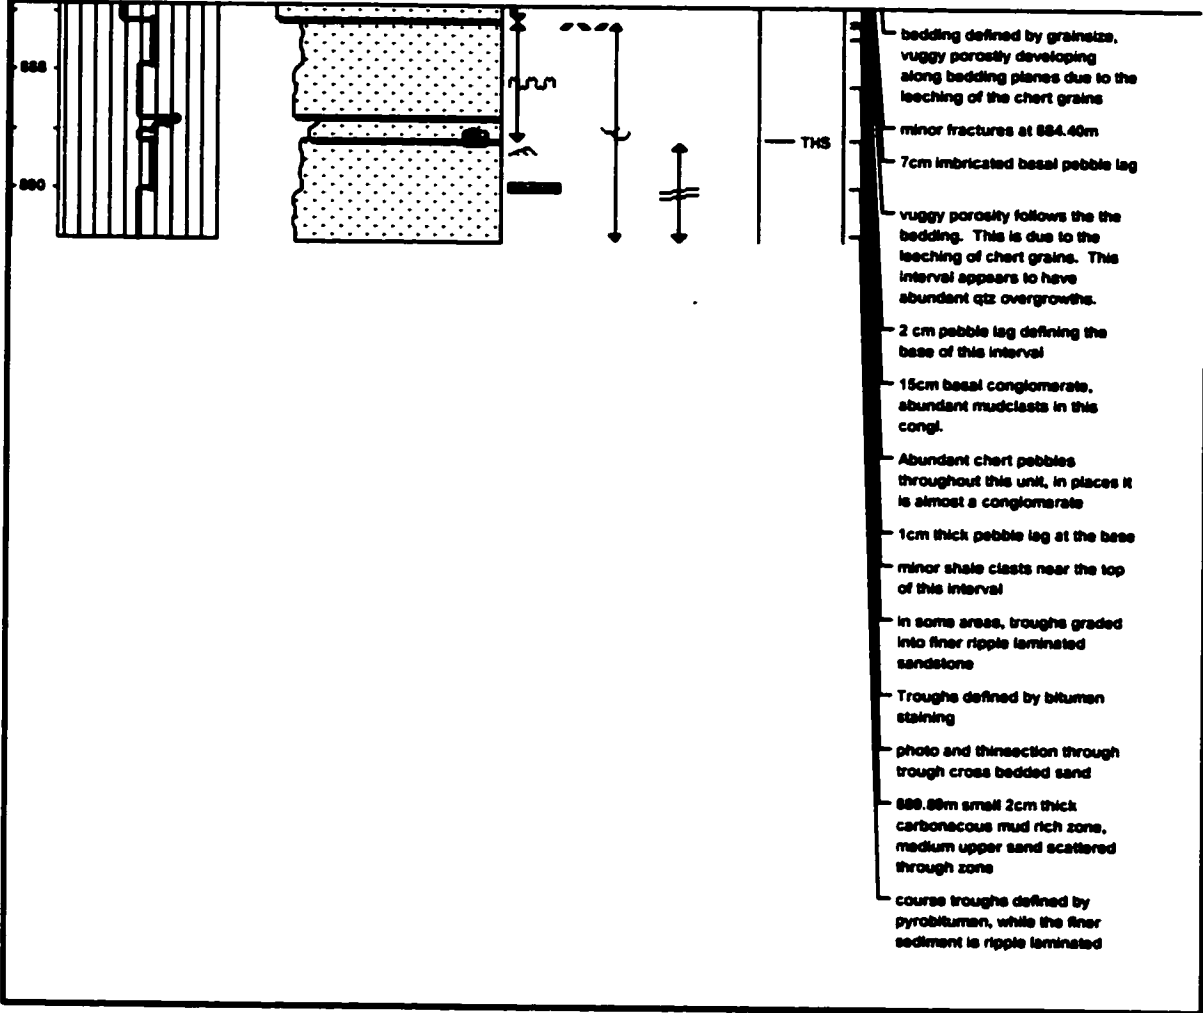 888
890
THS
bedding defined by grainsize,
vuggy porostiy developing
along bedding planes due to the
leeching of the chert grains
minor fractures at 884.40m
7cm imbricated basal pebble lag
vuggy porosity follows the the
bedding. This is due to the
leeching of chert grains. This
interval appears to have
abundant qtz overgrowths.
2 cm pebble lag defining the
base of this interval
15cm basal conglomerate,
abundant mudclasts in this
congl.
Abundant chert pebbles
throughout this unit, in places it
is almost a conglomerate
1cm thick pebble lag at the base
minor shale clasts near the top
of this interval
in some areas, troughs graded
into finer ripple laminated
sandstone
Troughs defined by bitumen
staining
photo and thinsection through
trough cross bedded sand
889.89m small 2cm thick
carbonacous mud rich zone,
medium upper sand scattered
through zone
course troughs defined by
pyrobitumen, while the finer
sediment is ripple laminated